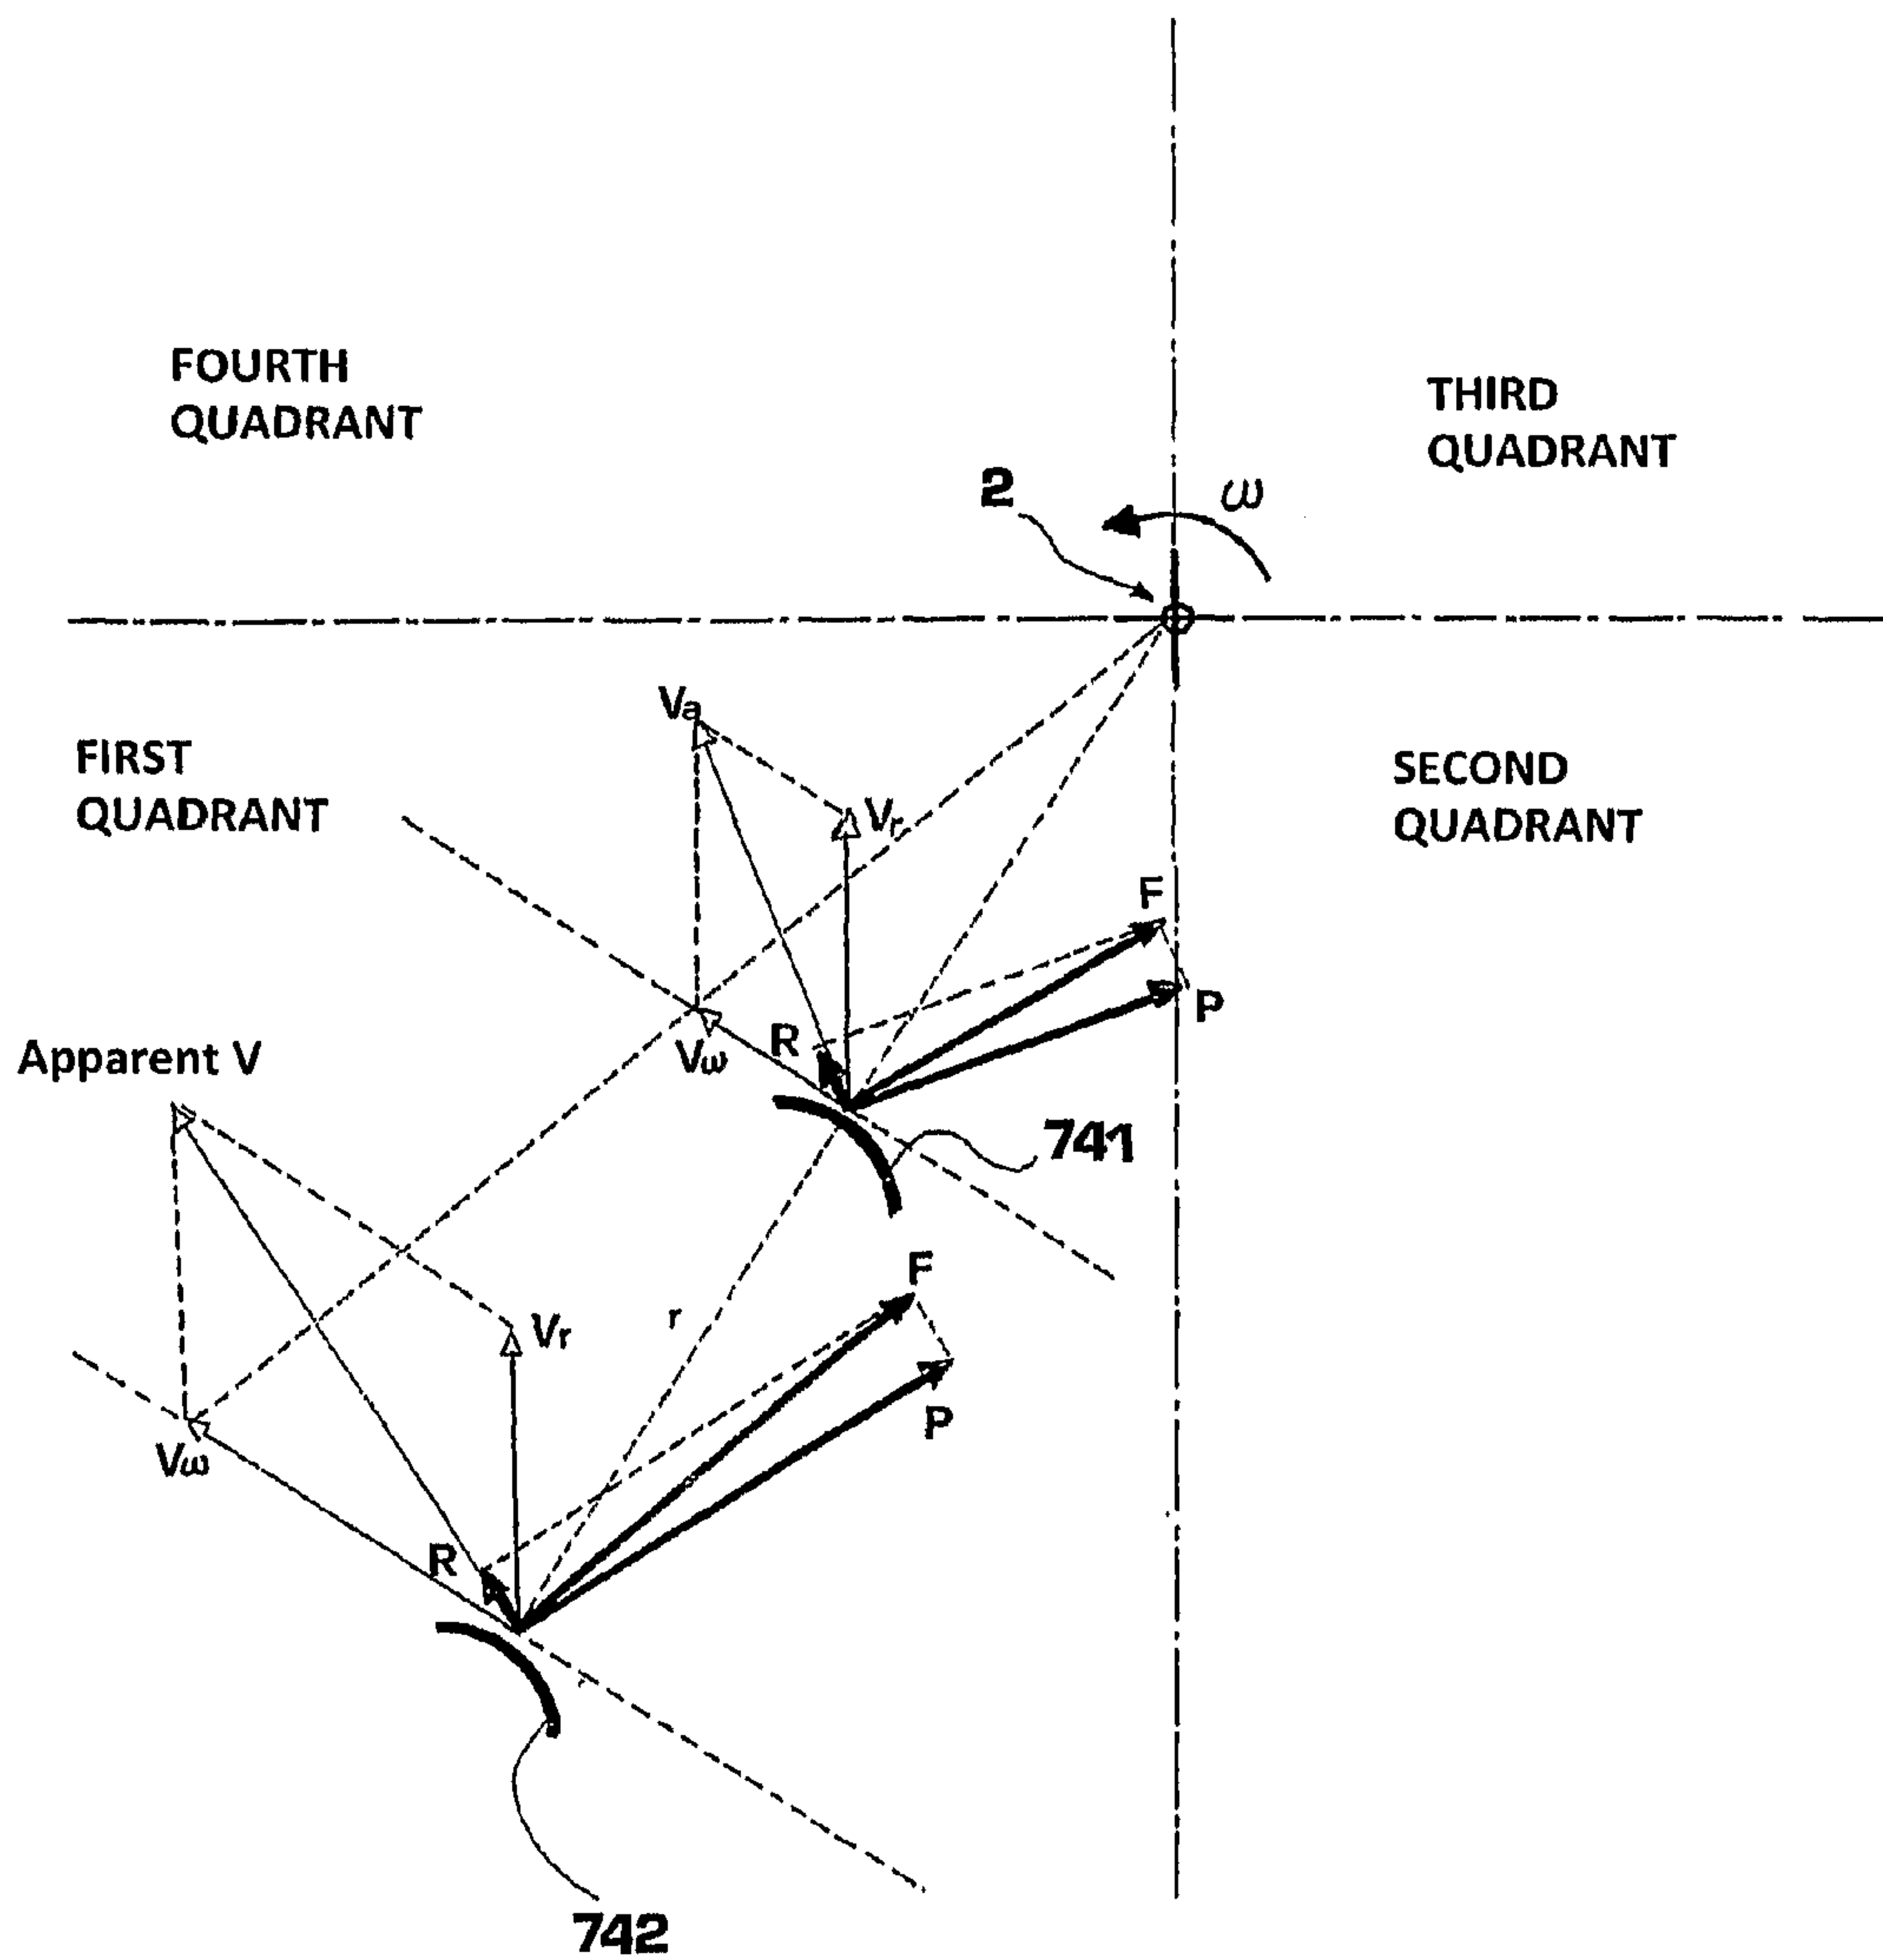 FOURTH
QUADRANT
THIRD
QUADRANT
2
ω
Va
FIRST
QUADRANT
Vr
SECOND
QUADRANT
F
P
R
Vω
Apparent V
741
F
r
Vr
P
Vω
R
742